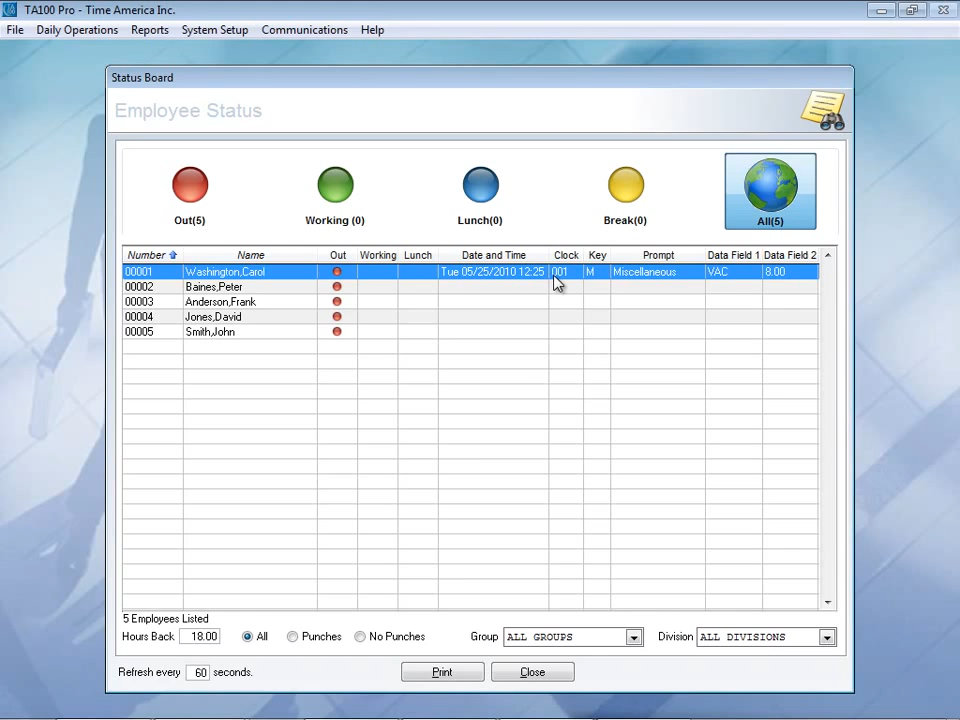 TA100 Pro - Time America Inc.
File Daily Operations Reports System Setup Communications Help
Status Board
Employee Status
Out(5) Working (0) Lunch(0) Break(0) All(5)
Number Name Out Working Lunch Date and Time Clock Key Prompt Data Field 1 Data Field 2
00001 Washington,Carol Tue 05/25/2010 12:25 001 M Miscellaneous VAC 8.00
00002 Baines,Peter
00003 Anderson,Frank
00004 Jones,David
00005 Smith,John
5 Employees Listed
Hours Back 18.00 All Punches No Punches Group ALL GROUPS Division ALL DIVISIONS
Refresh every 60 seconds. Print Close